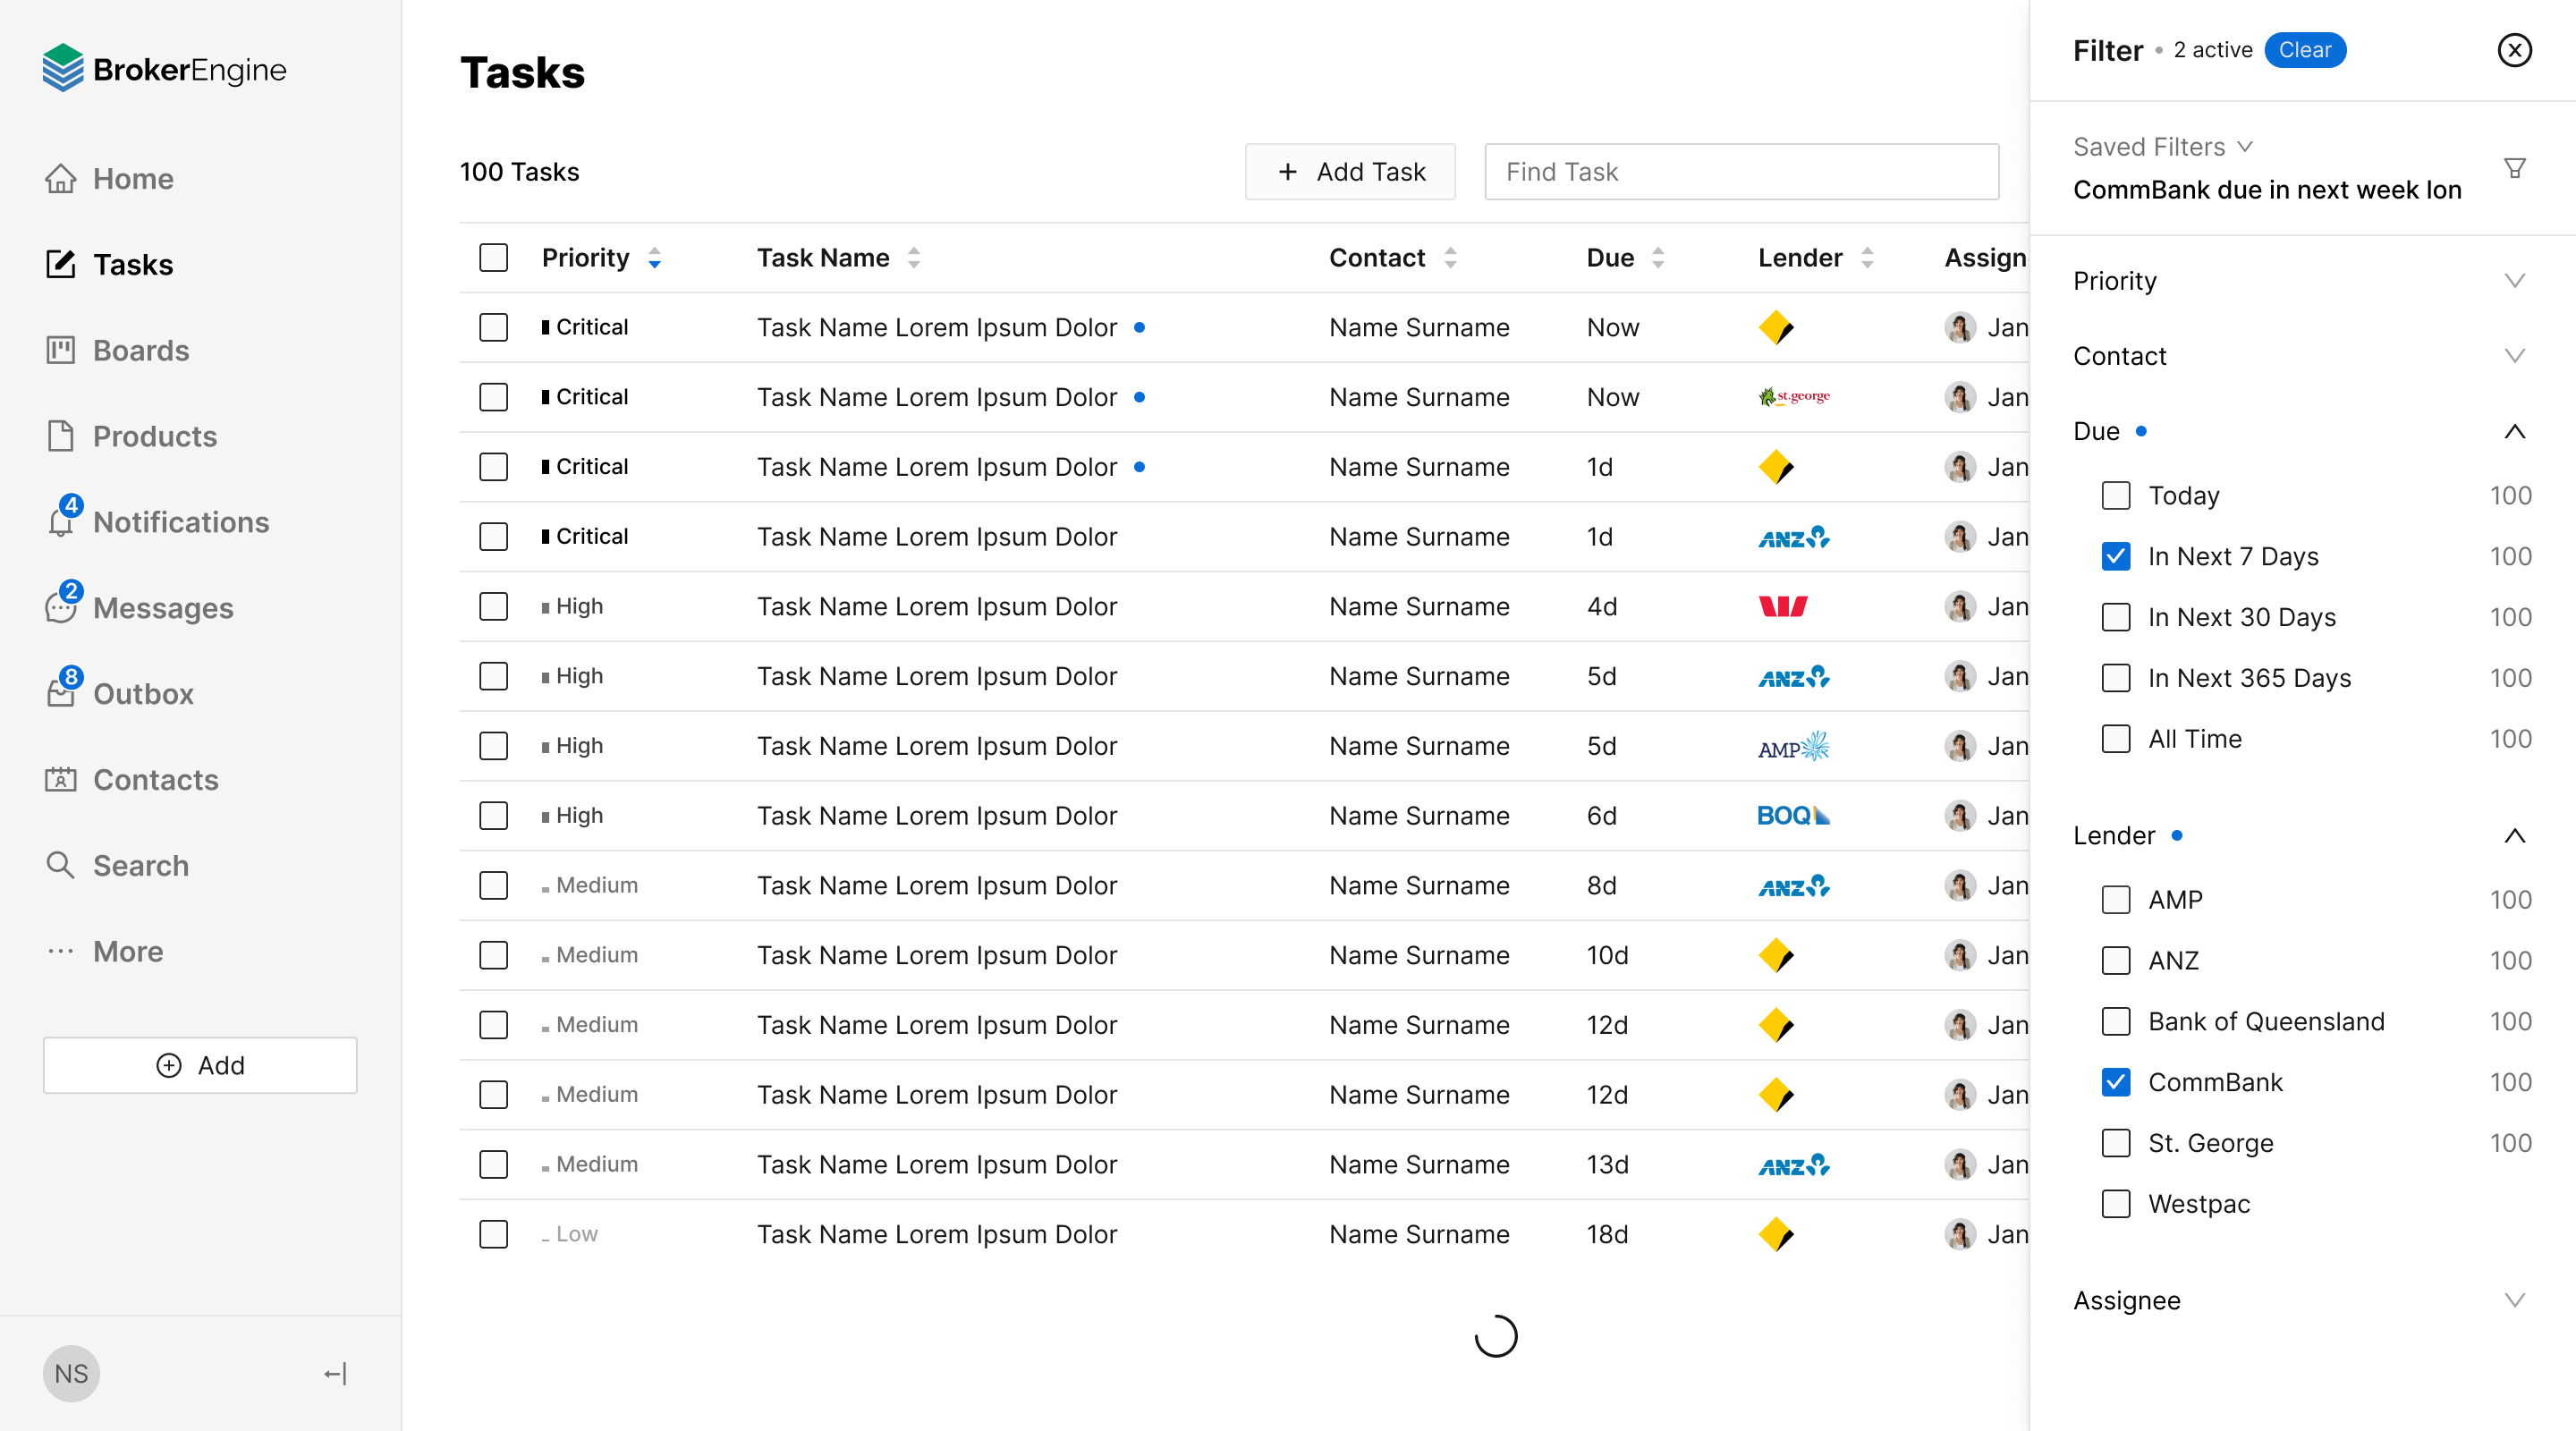 BrokerEngine
Home
Tasks
Boards
Products
4
Notifications
2
Messages
8
Outbox
Contacts
Search
More
Add
NS
Tasks
100 Tasks
Add Task
Find Task
Priority Task Name Contact Due Lender Assign
Critical Task Name Lorem Ipsum Dolor Name Surname Now Jan
Critical Task Name Lorem Ipsum Dolor Name Surname Now st.george Jan
Critical Task Name Lorem Ipsum Dolor Name Surname 1d Jan
Critical Task Name Lorem Ipsum Dolor Name Surname 1d ANZ Jan
High Task Name Lorem Ipsum Dolor Name Surname 4d Jan
High Task Name Lorem Ipsum Dolor Name Surname 5d ANZ Jan
High Task Name Lorem Ipsum Dolor Name Surname 5d AMP Jan
High Task Name Lorem Ipsum Dolor Name Surname 6d BOQ Jan
Medium Task Name Lorem Ipsum Dolor Name Surname 8d ANZ Jan
Medium Task Name Lorem Ipsum Dolor Name Surname 10d Jan
Medium Task Name Lorem Ipsum Dolor Name Surname 12d Jan
Medium Task Name Lorem Ipsum Dolor Name Surname 12d Jan
Medium Task Name Lorem Ipsum Dolor Name Surname 13d ANZ Jan
Low Task Name Lorem Ipsum Dolor Name Surname 18d Jan
Filter • 2 active Clear
Saved Filters
CommBank due in next week lon
Priority
Contact
Due
Today 100
In Next 7 Days 100
In Next 30 Days 100
In Next 365 Days 100
All Time 100
Lender
AMP 100
ANZ 100
Bank of Queensland 100
CommBank 100
St. George 100
Westpac
Assignee